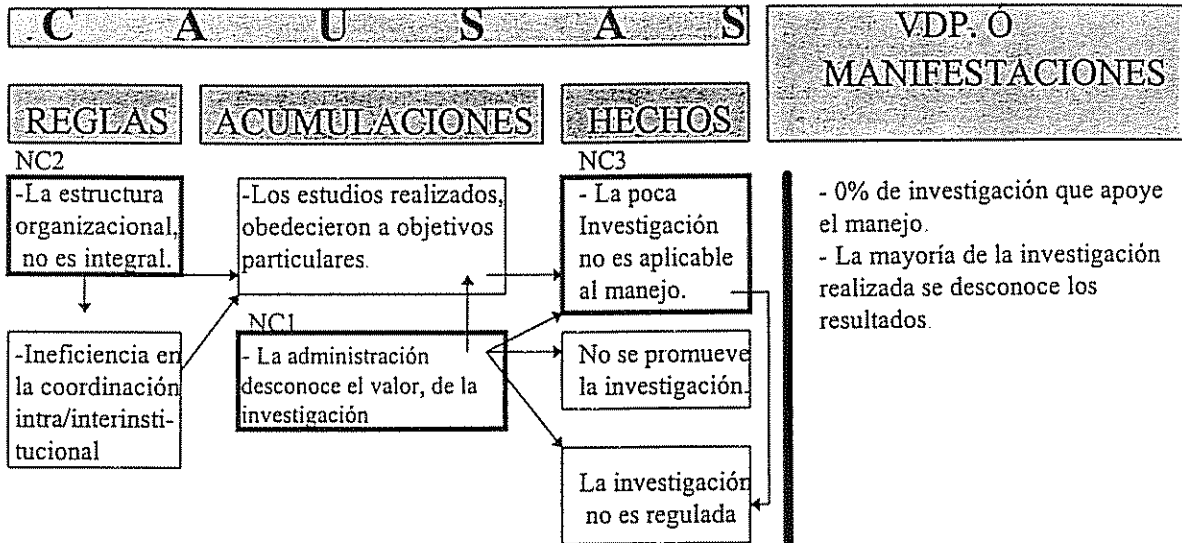 C A U S A S
VDP. Ó
MANIFESTACIONES
REGLAS
ACUMULACIONES
HECHOS
NC2
-La estructura
organizacional,
no es integral.
-Ineficiencia en
la coordinación
intra/interinsti-
tucional
-Los estudios realizados,
obedecieron a objetivos
particulares.
NC1
- La administración
desconoce el valor, de la
investigación
NC3
- La poca
Investigación
no es aplicable
al manejo.
No se promueve
la investigación.
La investigación
no es regulada
- 0% de investigación que apoye
el manejo.
- La mayoría de la investigación
realizada se desconoce los
resultados.